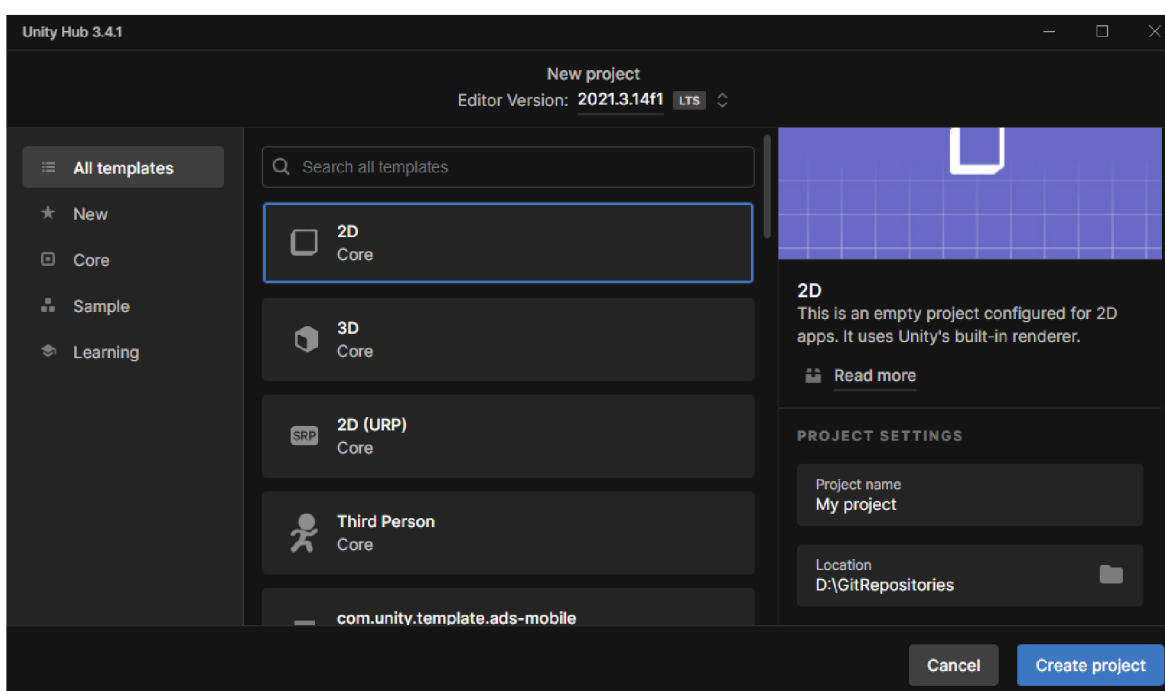 Unity Hub 3.4.1
New project
Editor Version: 2021.3.14f1 LTS
All templates
New
Core
Sample
Learning
Search all templates
2D
Core
3D
Core
SRP
2D (URP)
Core
Third Person
Core
com.unity.template.ads-mobile
2D
This is an empty project configured for 2D
apps. It uses Unity's built-in renderer.
Read more
PROJECT SETTINGS
Project name
My project
Location
D:\GitRepositories
Cancel
Create project